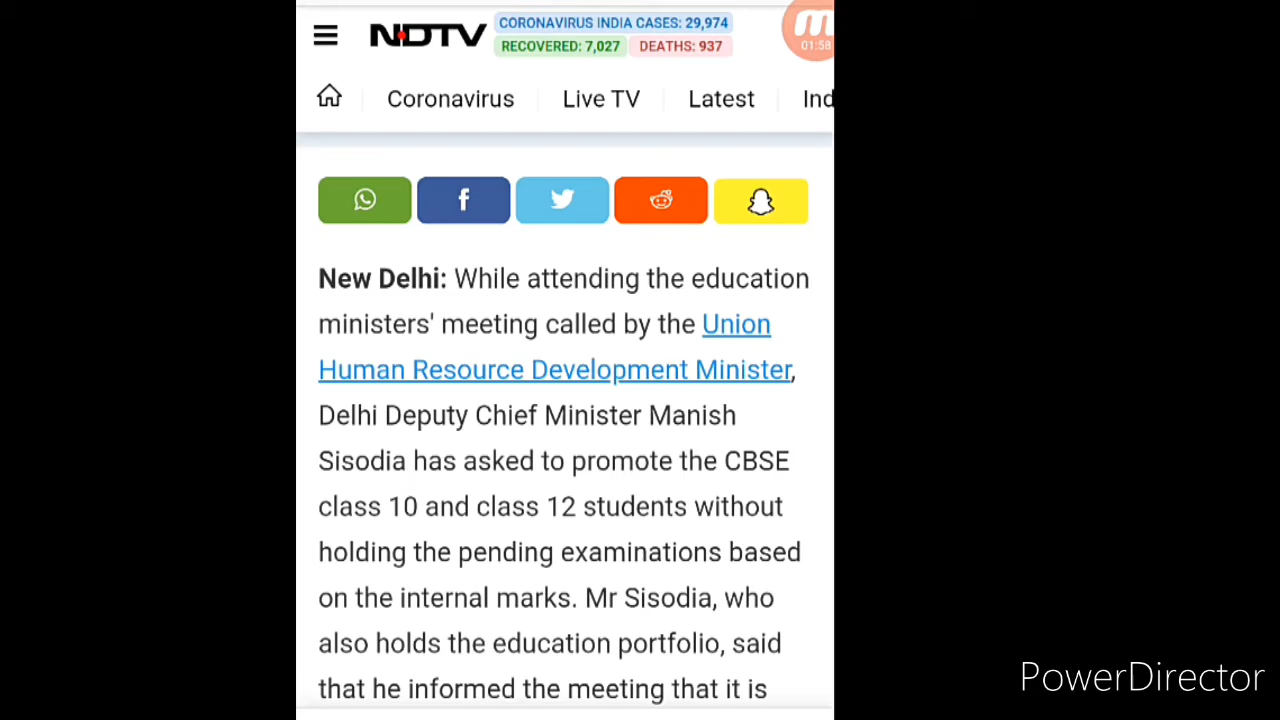 NDTV
CORONAVIRUS INDIA CASES: 29,974
RECOVERED: 7,027 DEATHS: 937
01:58
Coronavirus Live TV Latest Ind
New Delhi: While attending the education
ministers' meeting called by the Union
Human Resource Development Minister,
Delhi Deputy Chief Minister Manish
Sisodia has asked to promote the CBSE
class 10 and class 12 students without
holding the pending examinations based
on the internal marks. Mr Sisodia, who
also holds the education portfolio, said
that he informed the meeting that it is
PowerDirector